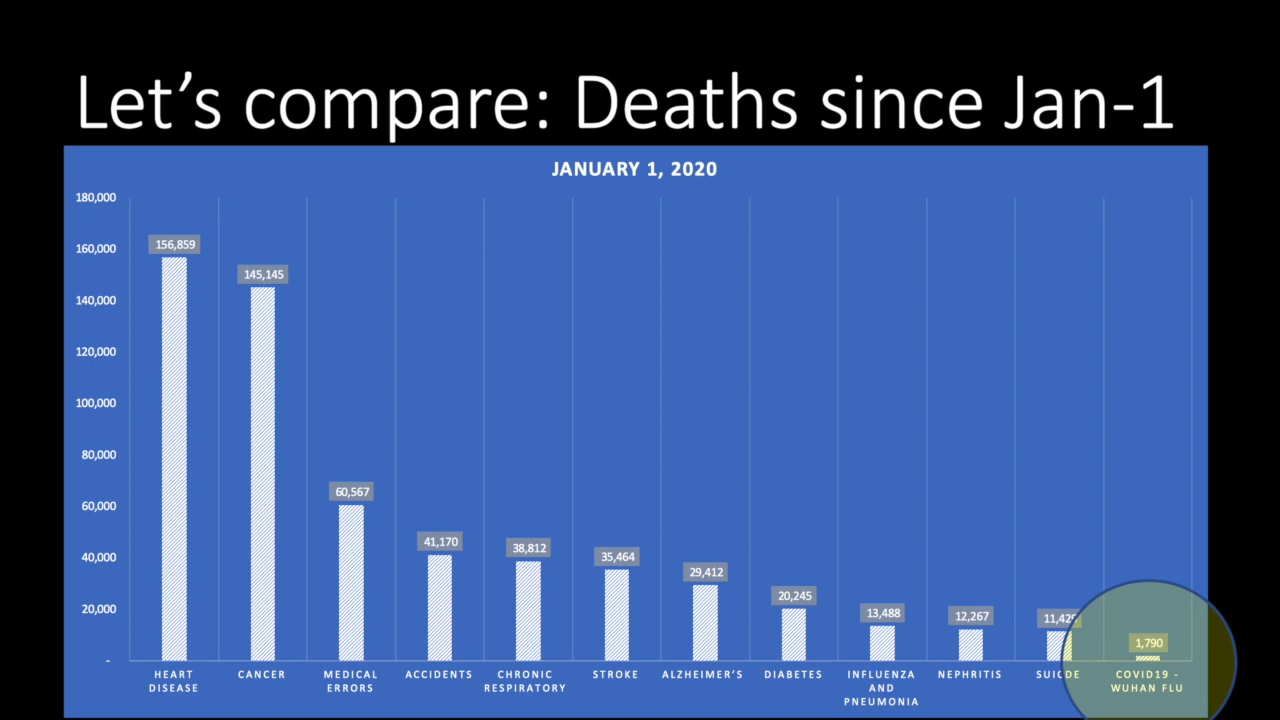 Let's compare: Deaths since Jan-1
JANUARY 1, 2020
180,000
160,000
140,000
120,000
100,000
80,000
60,000
40,000
20,000
-
156,859
145,145
60,567
41,170
38,812
35,464
29,412
20,245
13,488
12,267
11,429
1,790
HEART
DISEASE
CANCER
MEDICAL
ERRORS
ACCIDENTS
CHRONIC
RESPIRATORY
STROKE
ALZHEIMER'S
DIABETES
INFLUENZA
AND
PNEUMONIA
NEPHRITIS
SUICIDE
COVID19 -
WUHAN FLU